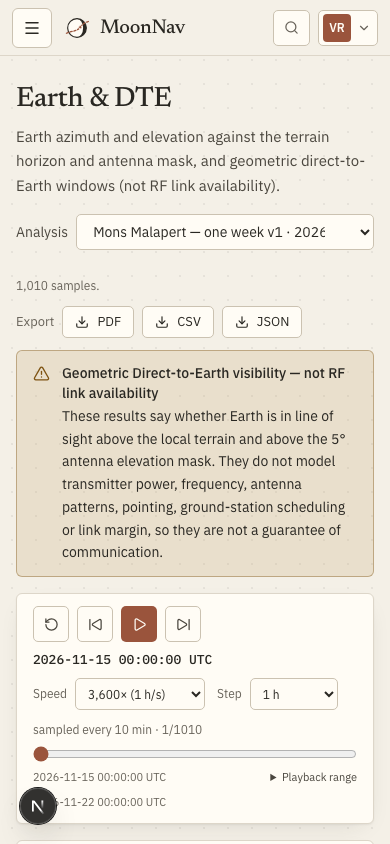 MoonNav
VR
Earth & DTE
Earth azimuth and elevation against the terrain
horizon and antenna mask, and geometric direct-to-
Earth windows (not RF link availability).
Analysis
Mons Malapert — one week v1 · 2026
1,010 samples.
Export
PDF
CSV
JSON
Geometric Direct-to-Earth visibility — not RF
link availability
These results say whether Earth is in line of
sight above the local terrain and above the 5°
antenna elevation mask. They do not model
transmitter power, frequency, antenna
patterns, pointing, ground-station scheduling
or link margin, so they are not a guarantee of
communication.
2026-11-15 00:00:00 UTC
Speed
3,600× (1 h/s)
Step
1 h
sampled every 10 min · 1/1010
2026-11-15 00:00:00 UTC
Playback range
N
-11-22 00:00:00 UTC